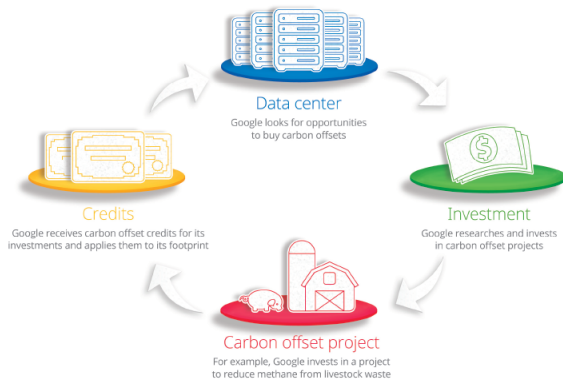 Data center
Google looks for opportunities
to buy carbon offsets
Credits
Google receives carbon offset credits for its
investments and applies them to its footprint
Investment
Google researches and invests
in carbon offset projects
Carbon offset project
For example, Google invests in a project
to reduce methane from livestock waste